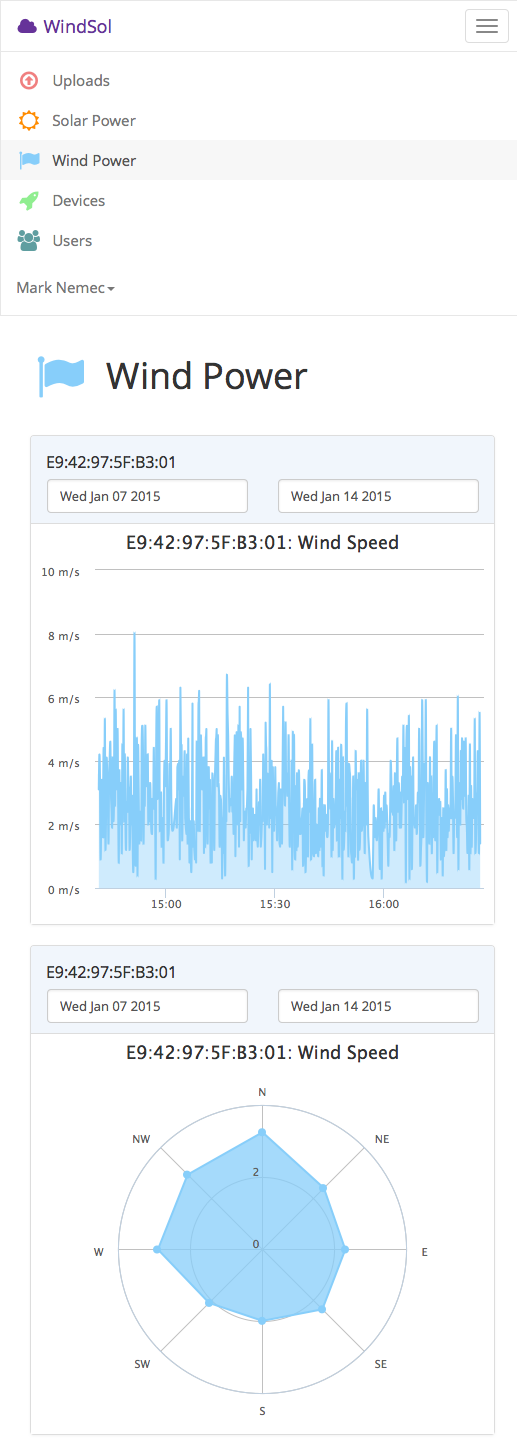 WindSol
Uploads
Solar Power
Wind Power
Devices
Users
Mark Nemec
Wind Power
E9:42:97:5F:B3:01
Wed Jan 07 2015 Wed Jan 14 2015
E9:42:97:5F:B3:01: Wind Speed
10 m/s
8 m/s
6 m/s
4 m/s
2 m/s
0 m/s
15:00 15:30 16:00
E9:42:97:5F:B3:01
Wed Jan 07 2015 Wed Jan 14 2015
E9:42:97:5F:B3:01: Wind Speed
N
NW NE
2
W 0 E
SW SE
S